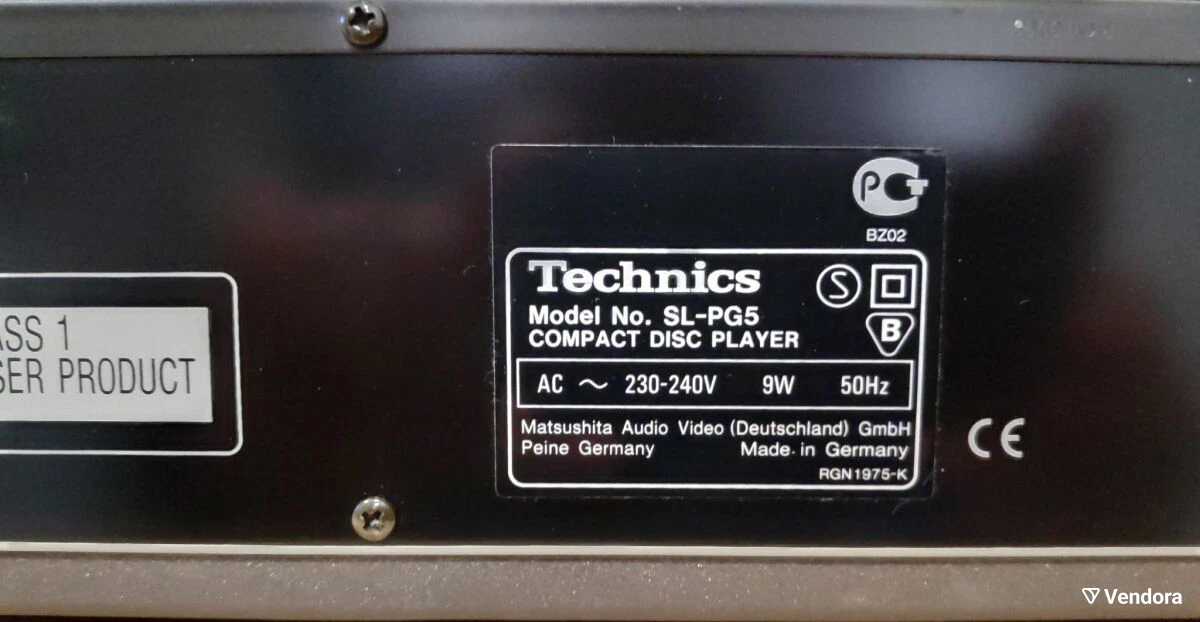 РСТ
BZ02
Technics
S
Model No. SL-PG5
B
COMPACT DISC PLAYER
AC ~ 230-240V 9W 50Hz
Matsushita Audio Video (Deutschland) GmbH
Peine Germany Made in Germany
RGN1975-K
ASS 1
SER PRODUCT
CE
Vendora